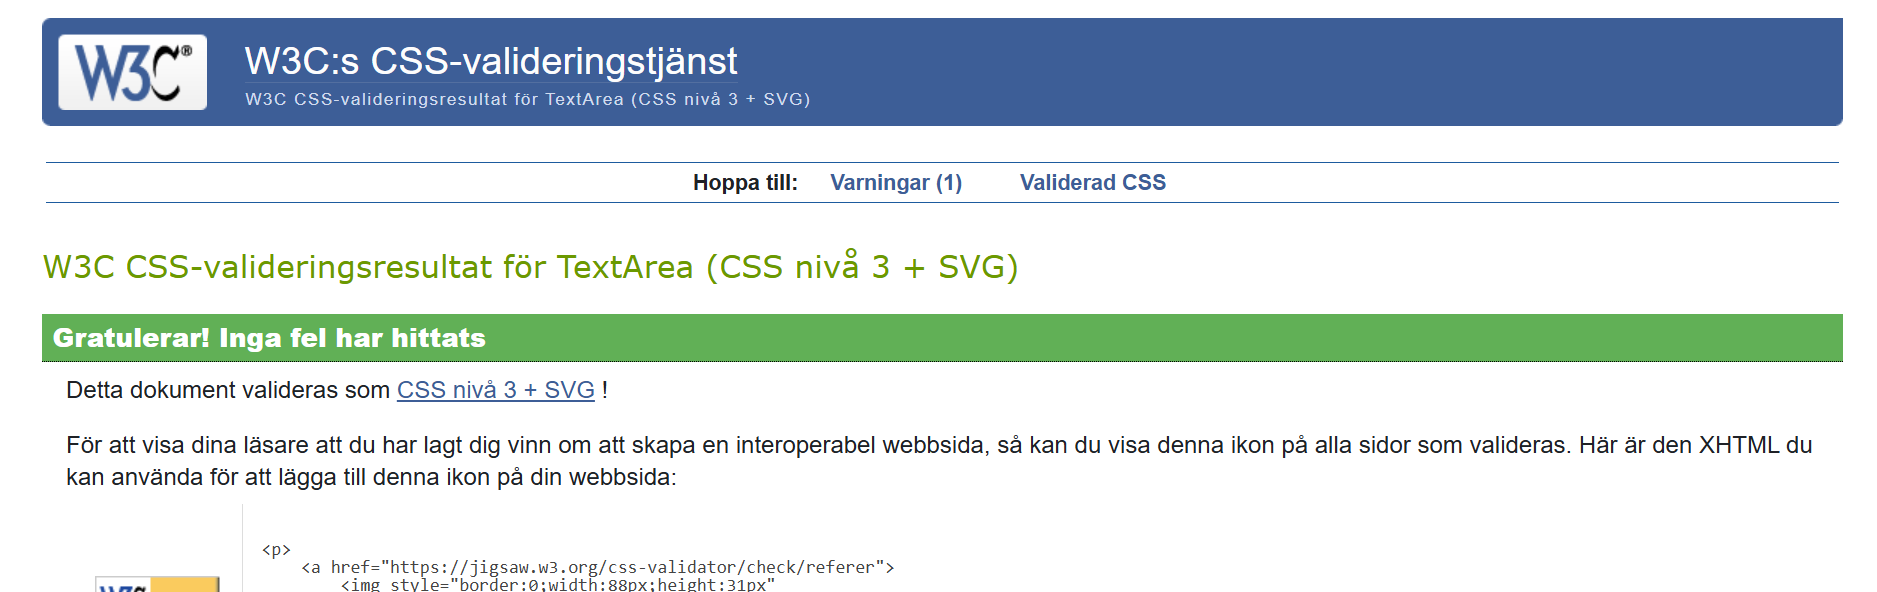 W3C®
W3C:s CSS-valideringstjänst
W3C CSS-valideringsresultat för TextArea (CSS nivå 3 + SVG)
Hoppa till: Varningar (1) Validerad CSS
W3C CSS-valideringsresultat för TextArea (CSS nivå 3 + SVG)
Gratulerar! Inga fel har hittats
Detta dokument valideras som CSS nivå 3 + SVG !
För att visa dina läsare att du har lagt dig vinn om att skapa en interoperabel webbsida, så kan du visa denna ikon på alla sidor som valideras. Här är den XHTML du
kan använda för att lägga till denna ikon på din webbsida:
<p>
<a href="https://jigsaw.w3.org/css-validator/check/referer">
<img style="border:0;width:88px;height:31px"